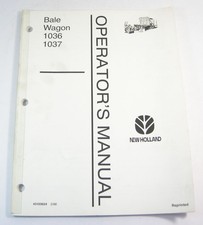 Bale
Wagon
1036
1037
OPERATOR'S MANUAL
NEW HOLLAND
Reprinted